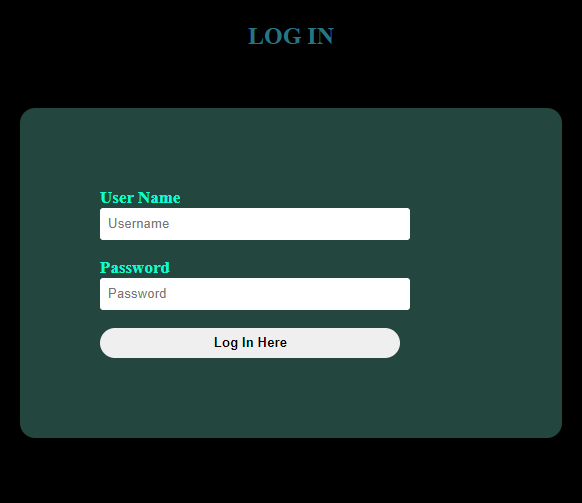 LOG IN
User Name
Username
Password
Password
Log In Here